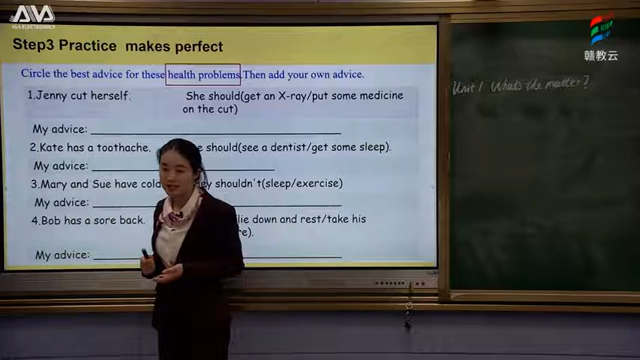 AVA
AVA ELECTRONICS
赣教云
Step3 Practice makes perfect
Circle the best advice for these health problems.Then add your own advice.
1.Jenny cut herself. She should(get an X-ray/put some medicine
on the cut)
My advice:
2.Kate has a toothache. should(see a dentist/get some sleep).
My advice:
3.Mary and Sue have shouldn't(sleep/exercise)
My advice:
4.Bob has a sore back. lie down and rest/take his
My advice:
Unit 1 What's the matter?